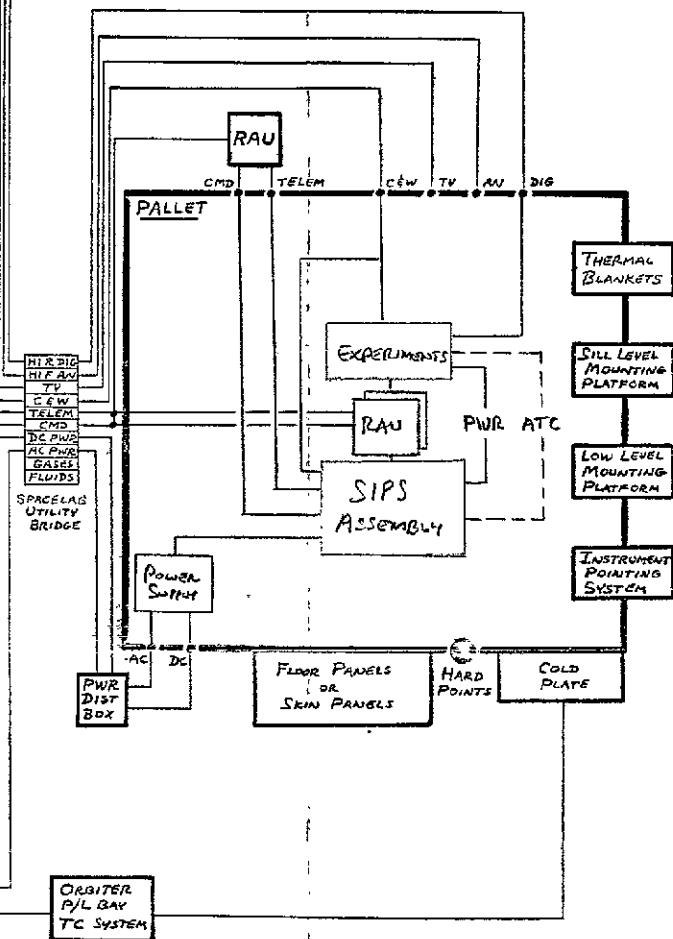 RAU
CMD
TELEM
C&W
TV
AN
DIG
PALLET
THERMAL
BLANKETS
EXPERIMENTS
SILL LEVEL
MOUNTING
PLATFORM
HI R DIG
HI F AN
TV
C&W
TELEM
CMD
DC PWR
AC PWR
GASES
FLUIDS
SPACELAB
UTILITY
BRIDGE
RAU
PWR
ATC
LOW LEVEL
MOUNTING
PLATFORM
SIPS
ASSEMBLY
POWER
SUPPLY
INSTRUMENT
POINTING
SYSTEM
AC
DC
PWR
DIST
BOX
FLOOR PANELS
OR
SKIN PANELS
HARD
POINTS
COLD
PLATE
ORBITER
P/L BAY
TC SYSTEM